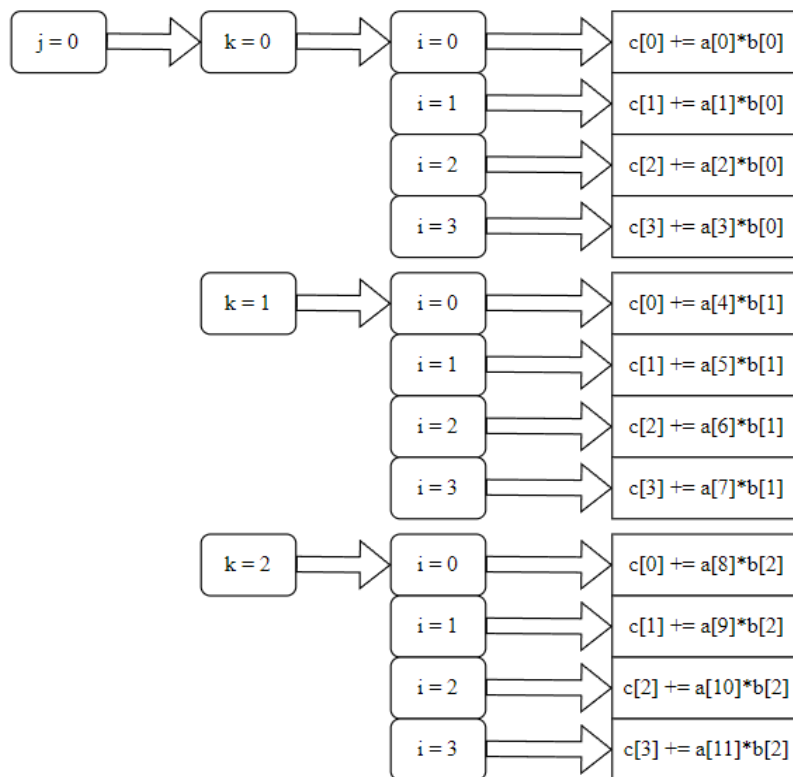 j = 0 k = 0 i = 0 c[0] += a[0]*b[0]
i = 1 c[1] += a[1]*b[0]
i = 2 c[2] += a[2]*b[0]
i = 3 c[3] += a[3]*b[0]
k = 1 i = 0 c[0] += a[4]*b[1]
i = 1 c[1] += a[5]*b[1]
i = 2 c[2] += a[6]*b[1]
i = 3 c[3] += a[7]*b[1]
k = 2 i = 0 c[0] += a[8]*b[2]
i = 1 c[1] += a[9]*b[2]
i = 2 c[2] += a[10]*b[2]
i = 3 c[3] += a[11]*b[2]